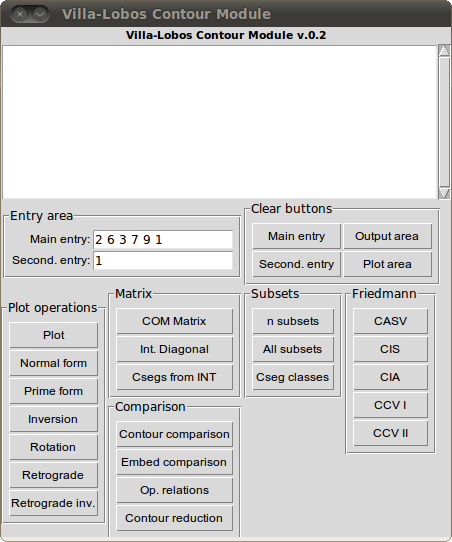 Villa-Lobos Contour Module
Villa-Lobos Contour Module v.0.2
Entry area
Main entry: 2 6 3 7 9 1
Second. entry: 1
Clear buttons
Main entry Output area
Second. entry Plot area
Plot operations
Plot
Normal form
Prime form
Inversion
Rotation
Retrograde
Retrograde inv.
Matrix
COM Matrix
Int. Diagonal
Csegs from INT
Comparison
Contour comparison
Embed comparison
Op. relations
Contour reduction
Subsets
n subsets
All subsets
Cseg classes
Friedmann
CASV
CIS
CIA
CCV I
CCV II